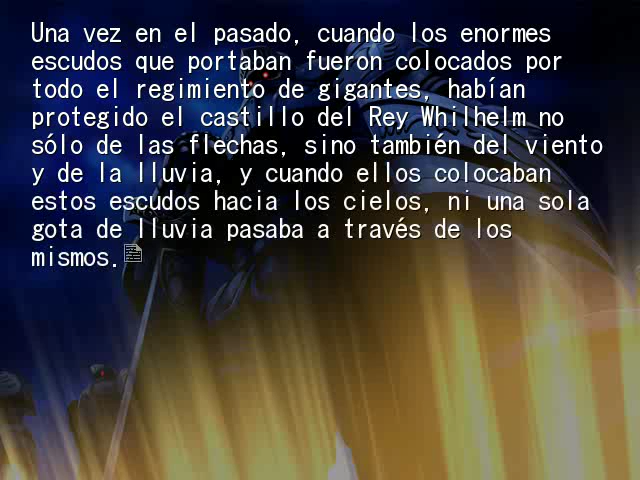 Una vez en el pasado, cuando los enormes
escudos que portaban fueron colocados por
todo el regimiento de gigantes, habían
protegido el castillo del Rey Whilhelm no
sólo de las flechas, sino también del viento
y de la lluvia, y cuando ellos colocaban
estos escudos hacia los cielos, ni una sola
gota de lluvia pasaba a través de los
mismos.